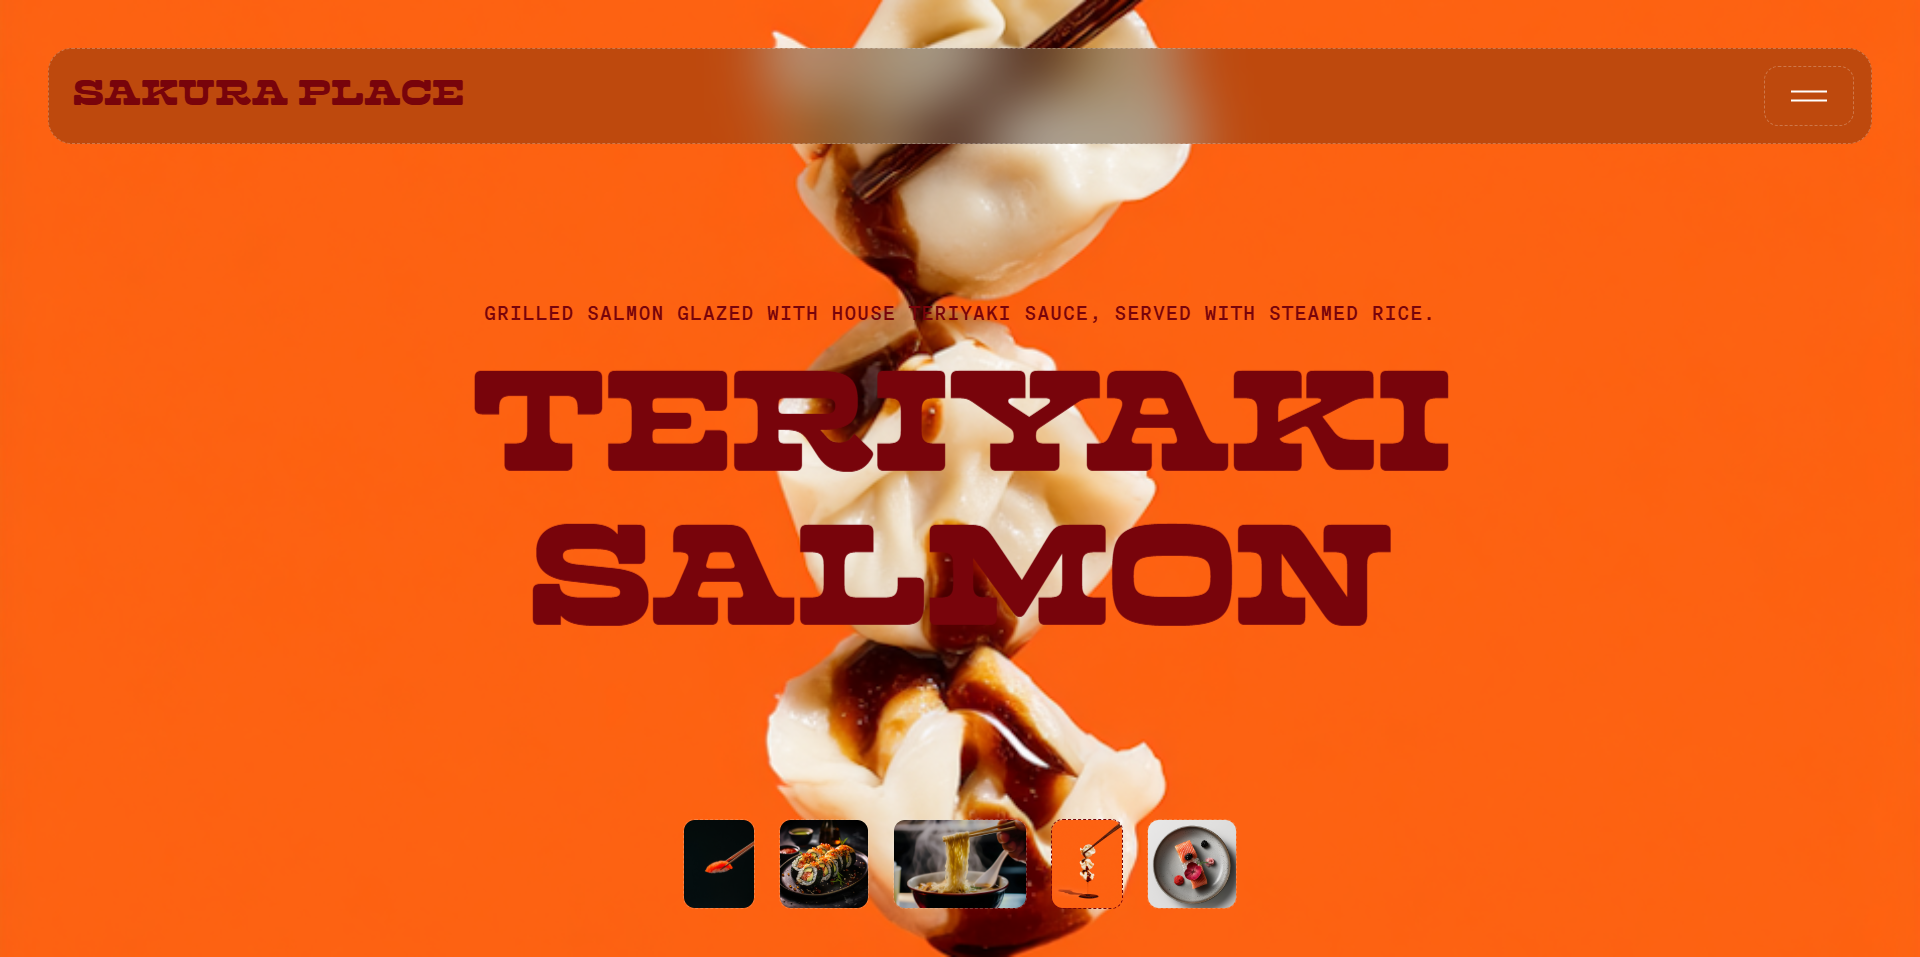 SAKURA PLACE
GRILLED SALMON GLAZED WITH HOUSE TERIYAKI SAUCE, SERVED WITH STEAMED RICE.
TERIYAKI
SALMON